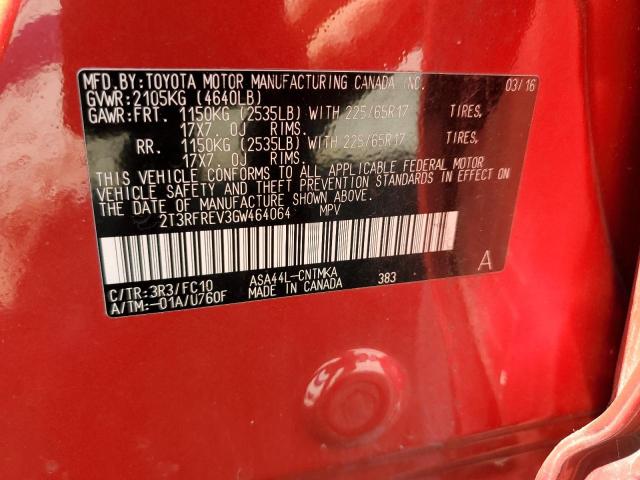 MFD.BY:TOYOTA MOTOR MANUFACTURING CANADA INC. 03/16
GVWR:2105KG (4640LB)
GAWR:FRT. 1150KG (2535LB) WITH 225/65R17 TIRES,
17X7.0J RIMS.
RR. 1150KG (2535LB) WITH 225/65R17 TIRES,
17X7.0J RIMS.
THIS VEHICLE CONFORMS TO ALL APPLICABLE FEDERAL MOTOR
VEHICLE SAFETY AND THEFT PREVENTION STANDARDS IN EFFECT ON
THE DATE OF MANUFACTURE SHOWN ABOVE.
2T3RFREV3GW464064 MPV
C/TR:3R3/FC10 ASA44L-CNTMKA 383 A
A/TM:-01A/U760F MADE IN CANADA